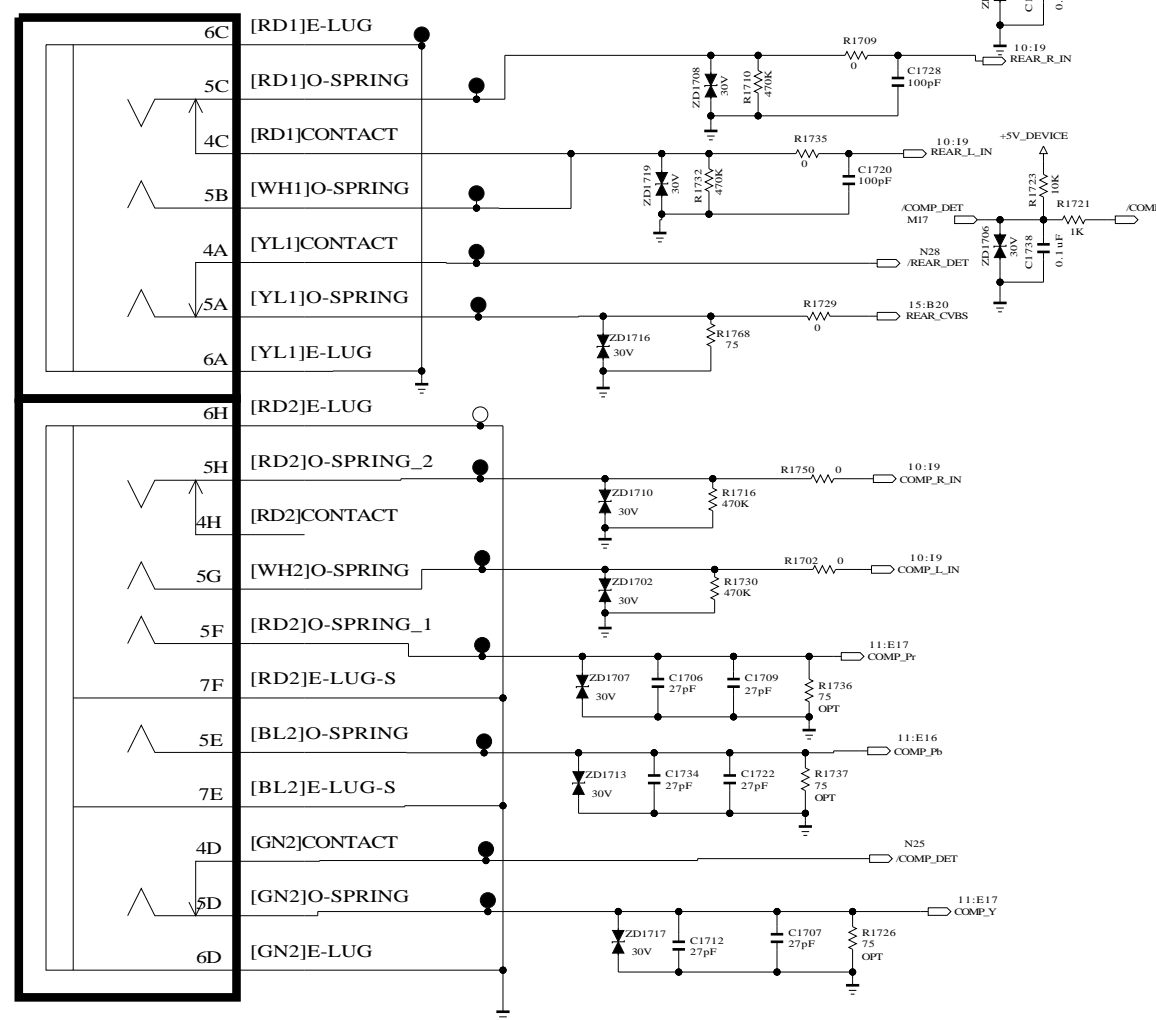 6C [RD1]E-LUG
5C [RD1]O-SPRING
4C [RD1]CONTACT
5B [WH1]O-SPRING
4A [YL1]CONTACT
5A [YL1]O-SPRING
6A [YL1]E-LUG
6H [RD2]E-LUG
5H [RD2]O-SPRING_2
4H [RD2]CONTACT
5G [WH2]O-SPRING
5F [RD2]O-SPRING_1
7F [RD2]E-LUG-S
5E [BL2]O-SPRING
7E [BL2]E-LUG-S
4D [GN2]CONTACT
5D [GN2]O-SPRING
6D [GN2]E-LUG
ZD1708
30V
R1710
470K
R1709
0
C1728
100pF
10:I9
REAR_R_IN
ZD1719
30V
R1732
470K
R1735
0
C1720
100pF
10:I9
REAR_L_IN
+5V_DEVICE
R1723
10K
/COMP_DET
M17
R1721
1K
ZD1706
30V
C1738
0.1uF
N28
/REAR_DET
ZD1716
30V
R1768
75
R1729
0
15:B20
REAR_CVBS
ZD1710
30V
R1716
470K
R1750 0
10:I9
COMP_R_IN
ZD1702
30V
R1730
470K
R1702 0
10:I9
COMP_L_IN
ZD1707
30V
C1706
27pF
C1709
27pF
R1736
75
OPT
11:E17
COMP_Pr
ZD1713
30V
C1734
27pF
C1722
27pF
R1737
75
OPT
11:E16
COMP_Pb
N25
/COMP_DET
ZD1717
30V
C1712
27pF
C1707
27pF
R1726
75
OPT
11:E17
COMP_Y